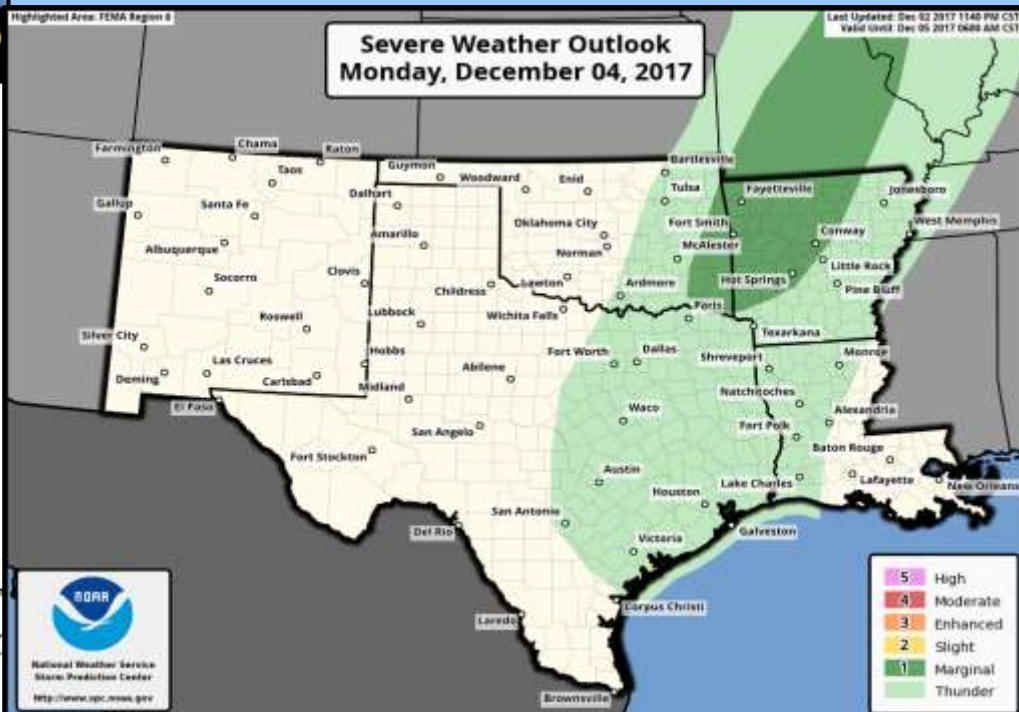 Highlighted Area: FEMA Region 6
Last Updated: Dec 02 2017 1140 PM CST
Valid Until: Dec 05 2017 0600 AM CST
Severe Weather Outlook
Monday, December 04, 2017
Farmington
Chama
Raton
Taos
Guymon
Woodward
Enid
Bartlesville
Tulsa
Fayetteville
Jonesboro
Gallup
Santa Fe
Dalhart
Amarillo
Oklahoma City
Fort Smith
Conway
West Memphis
Albuquerque
Norman
McAlester
Socorro
Clovis
Childress
Lawton
Ardmore
Hot Springs
Little Rock
Pine Bluff
Roswell
Lubbock
Wichita Falls
Paris
Texarkana
Silver City
Las Cruces
Hobbs
Fort Worth
Dallas
Shreveport
Monroe
Deming
Carlsbad
Midland
Abilene
Natchitoches
El Paso
San Angelo
Waco
Fort Polk
Alexandria
Baton Rouge
Fort Stockton
Austin
Lake Charles
Lafayette
New Orleans
Houston
Del Rio
San Antonio
Galveston
Victoria
Laredo
Corpus Christi
Brownsville
NOAA
National Weather Service
Storm Prediction Center
http://www.spc.noaa.gov
5 High
4 Moderate
3 Enhanced
2 Slight
1 Marginal
Thunder